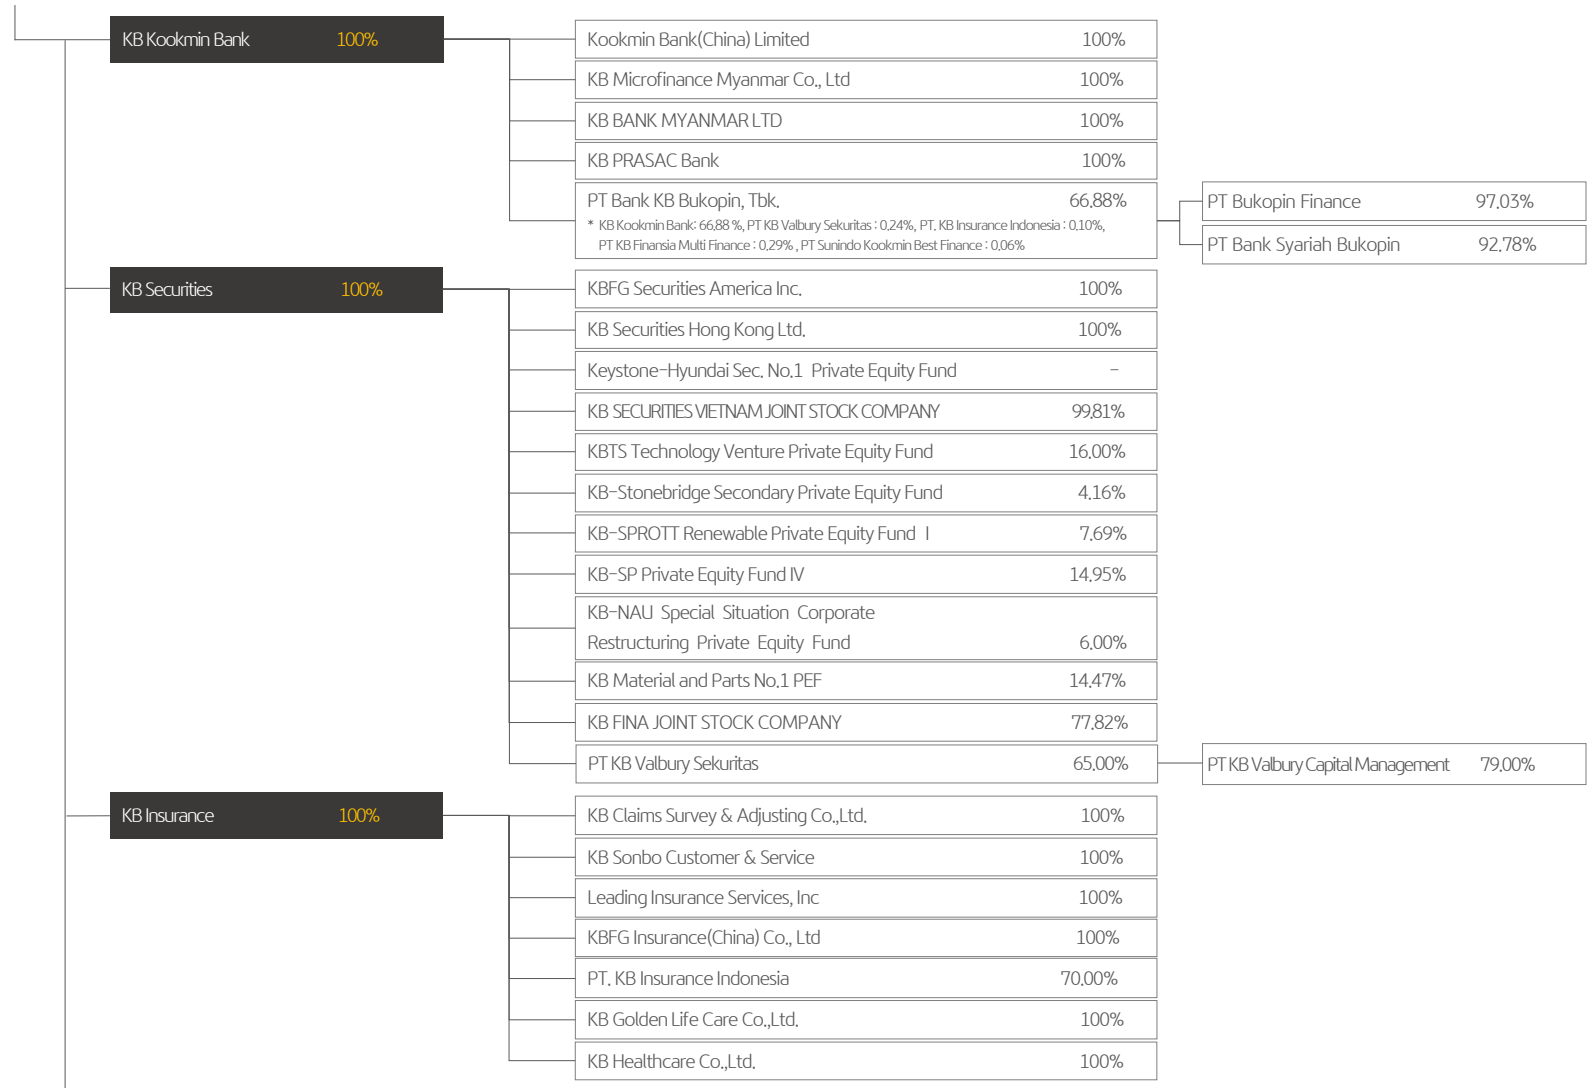 KB Kookmin Bank 100%
Kookmin Bank(China) Limited 100%
KB Microfinance Myanmar Co., Ltd 100%
KB BANK MYANMAR LTD 100%
KB PRASAC Bank 100%
PT Bank KB Bukopin, Tbk. 66.88%
* KB Kookmin Bank: 66.88 %, PT KB Valbury Sekuritas : 0.24%, PT. KB Insurance Indonesia : 0.10%,
PT KB Finansia Multi Finance : 0.29% , PT Sunindo Kookmin Best Finance : 0.06%
PT Bukopin Finance 97.03%
PT Bank Syariah Bukopin 92.78%
KB Securities 100%
KBFG Securities America Inc. 100%
KB Securities Hong Kong Ltd. 100%
Keystone-Hyundai Sec. No.1 Private Equity Fund -
KB SECURITIES VIETNAM JOINT STOCK COMPANY 99.81%
KBTS Technology Venture Private Equity Fund 16.00%
KB-Stonebridge Secondary Private Equity Fund 4.16%
KB-SPROTT Renewable Private Equity Fund Ⅰ 7.69%
KB-SP Private Equity Fund IV 14.95%
KB-NAU Special Situation Corporate
Restructuring Private Equity Fund 6.00%
KB Material and Parts No.1 PEF 14.47%
KB FINA JOINT STOCK COMPANY 77.82%
PT KB Valbury Sekuritas 65.00%
PT KB Valbury Capital Management 79.00%
KB Insurance 100%
KB Claims Survey & Adjusting Co.,Ltd. 100%
KB Sonbo Customer & Service 100%
Leading Insurance Services, Inc 100%
KBFG Insurance(China) Co., Ltd 100%
PT. KB Insurance Indonesia 70.00%
KB Golden Life Care Co.,Ltd. 100%
KB Healthcare Co.,Ltd. 100%